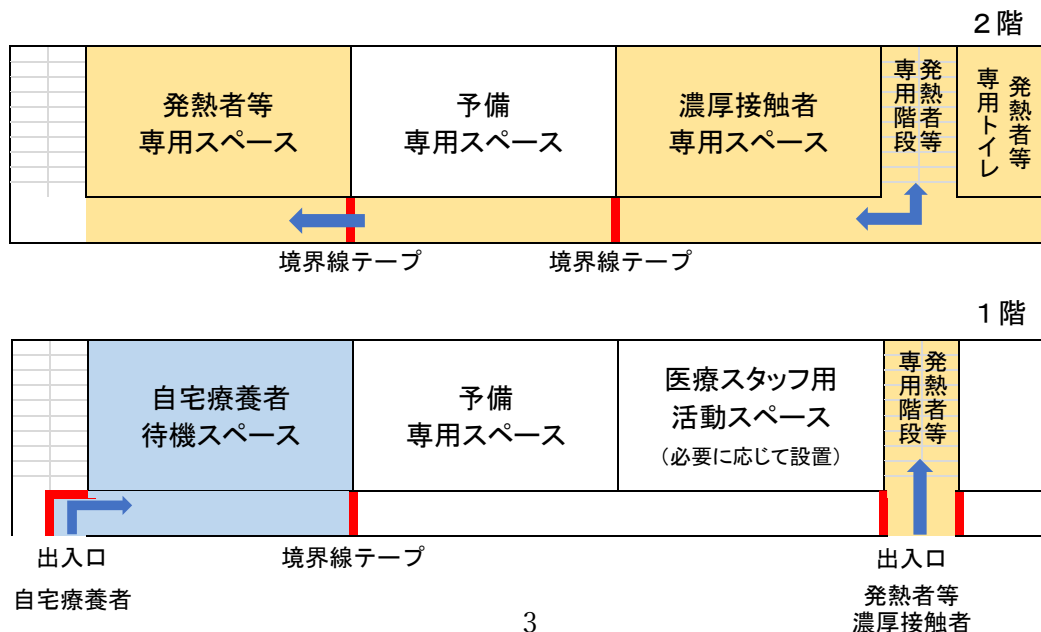 ２階
発熱者等
専用スペース
予備
専用スペース
濃厚接触者
専用スペース
発熱者等
専用階段
発熱者等
専用トイレ
境界線テープ
境界線テープ
１階
自宅療養者
待機スペース
予備
専用スペース
医療スタッフ用
活動スペース
（必要に応じて設置）
発熱者等
専用階段
出入口
自宅療養者
境界線テープ
出入口
発熱者等
濃厚接触者
3